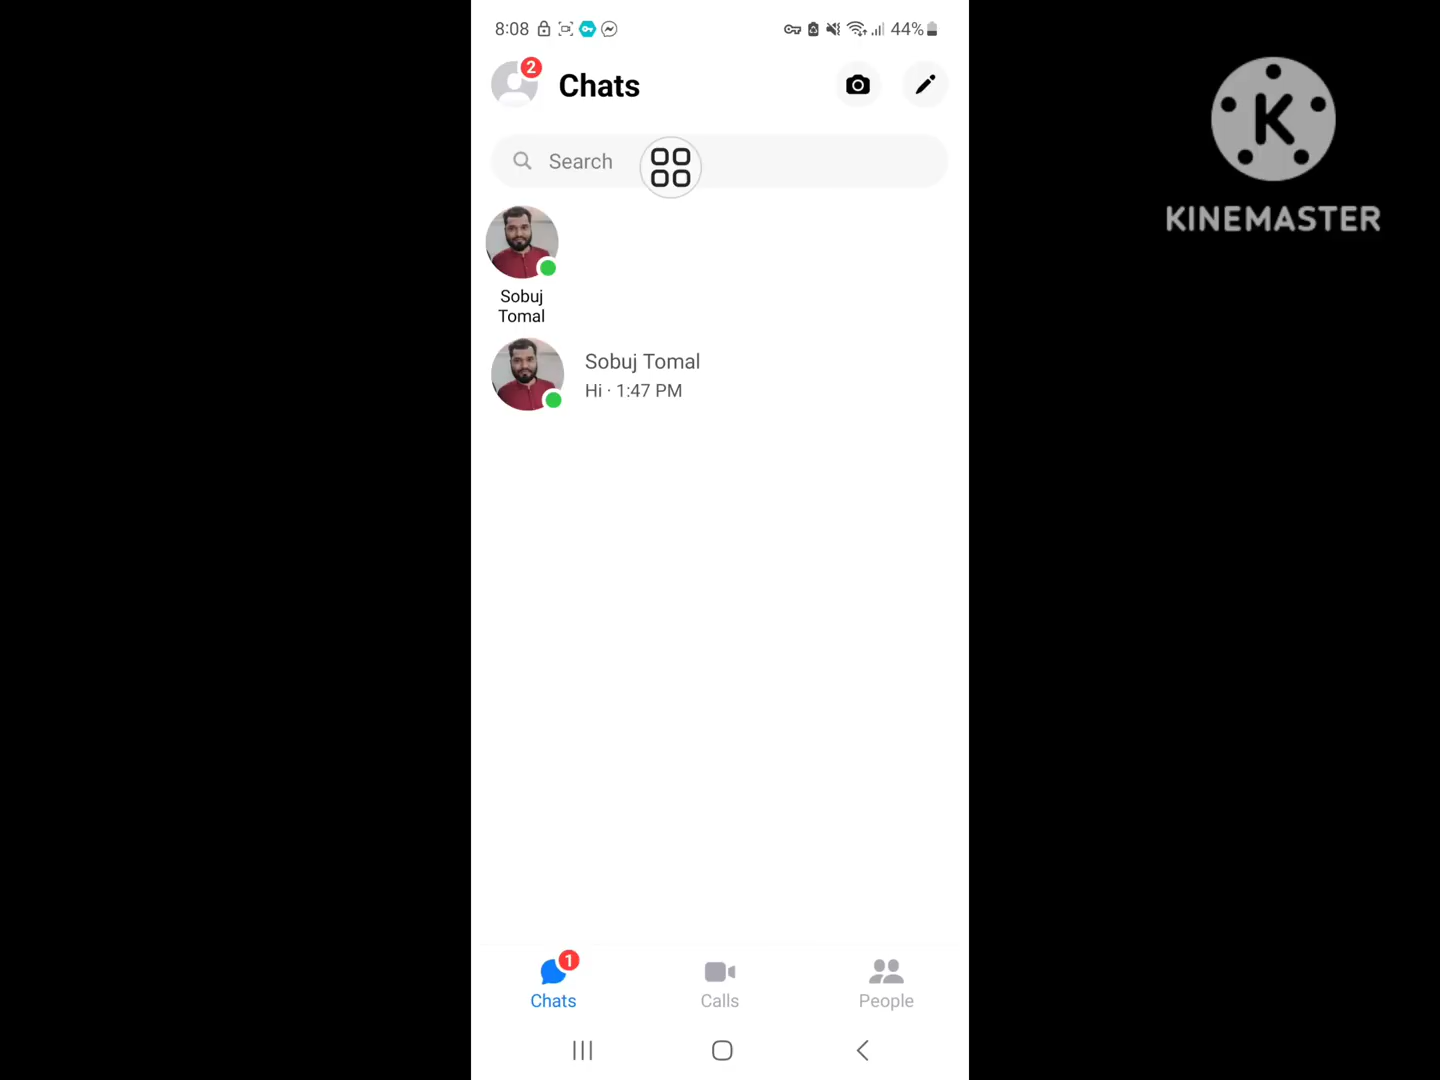 8:08 44%
2
Chats
Search
Sobuj
Tomal
Sobuj Tomal
Hi · 1:47 PM
1
Chats Calls People
K
KINEMASTER